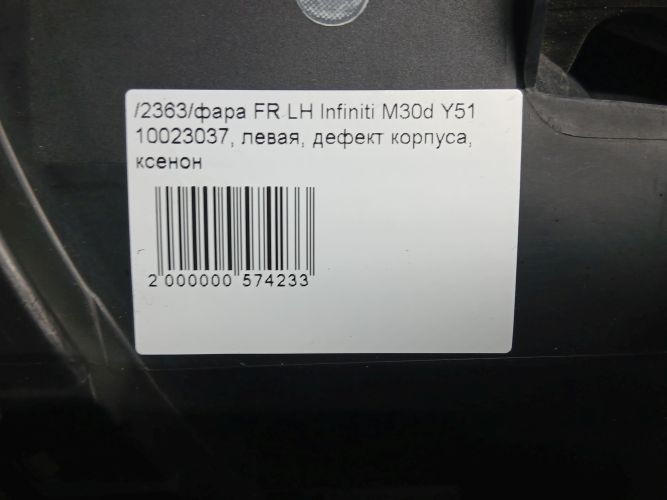 /2363/фара FR LH Infiniti M30d Y51
10023037, левая, дефект корпуса,
ксенон
2 000000 574233